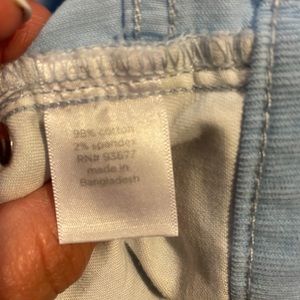 98% cotton
2% spandex
RN# 93677
made in
Bangladesh